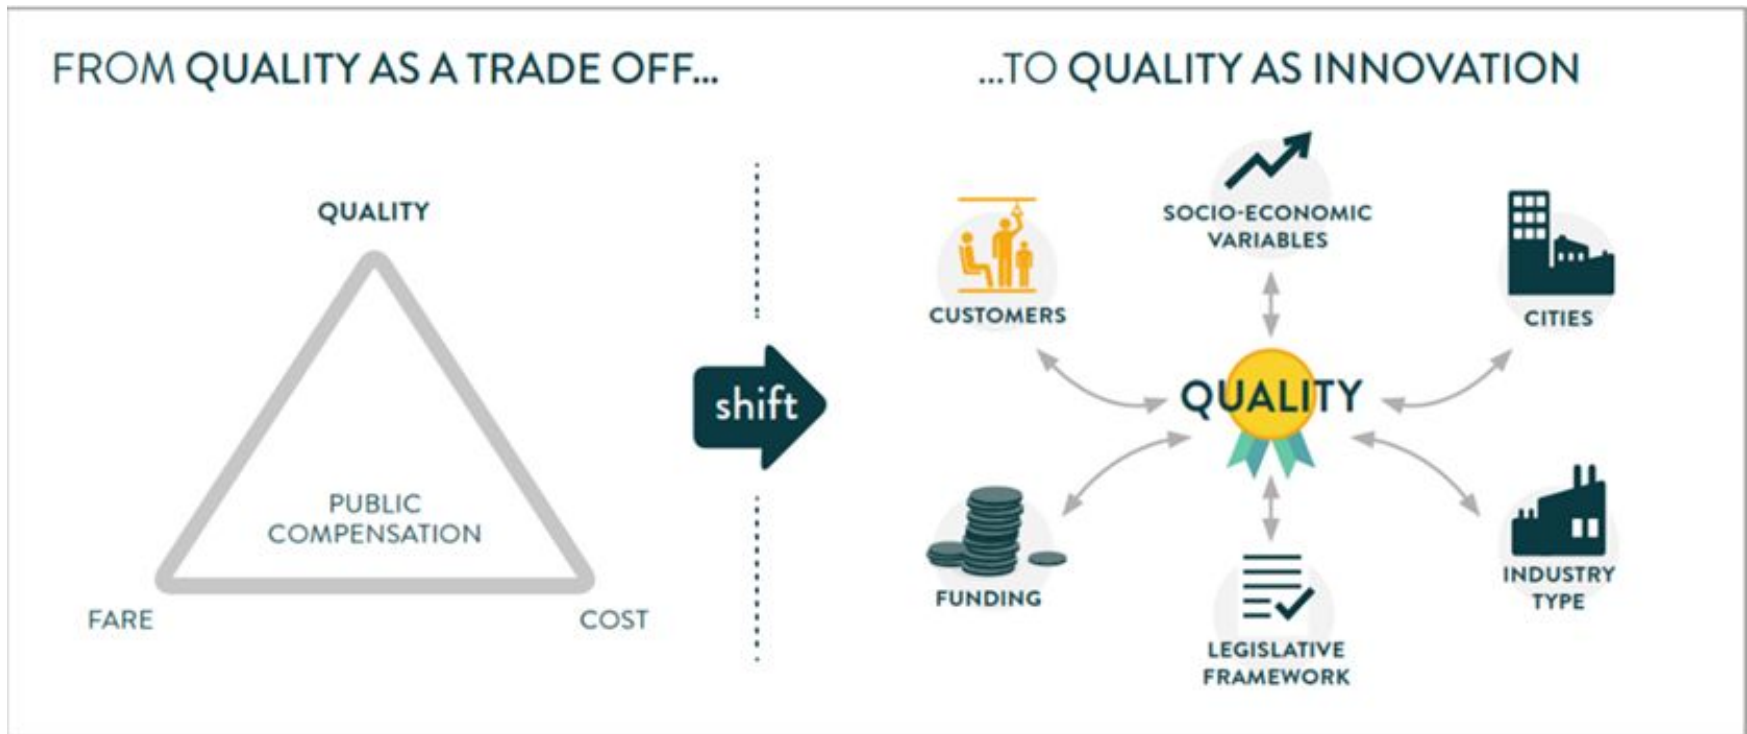 FROM QUALITY AS A TRADE OFF...
QUALITY
PUBLIC
COMPENSATION
FARE
COST
shift
...TO QUALITY AS INNOVATION
SOCIO-ECONOMIC
VARIABLES
CUSTOMERS
CITIES
QUALITY
FUNDING
INDUSTRY
TYPE
LEGISLATIVE
FRAMEWORK